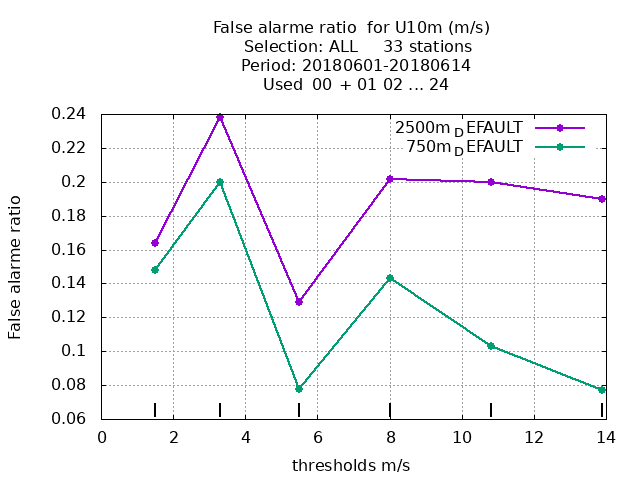 False alarme ratio  for U10m (m/s)
Selection: ALL     33 stations
Period: 20180601-20180614
Used  00  + 01 02 ... 24
2500m_DEFAULT
750m_DEFAULT
False alarme ratio
0.24
0.22
0.2
0.18
0.16
0.14
0.12
0.1
0.08
0.06
0 2 4 6 8 10 12 14
thresholds m/s